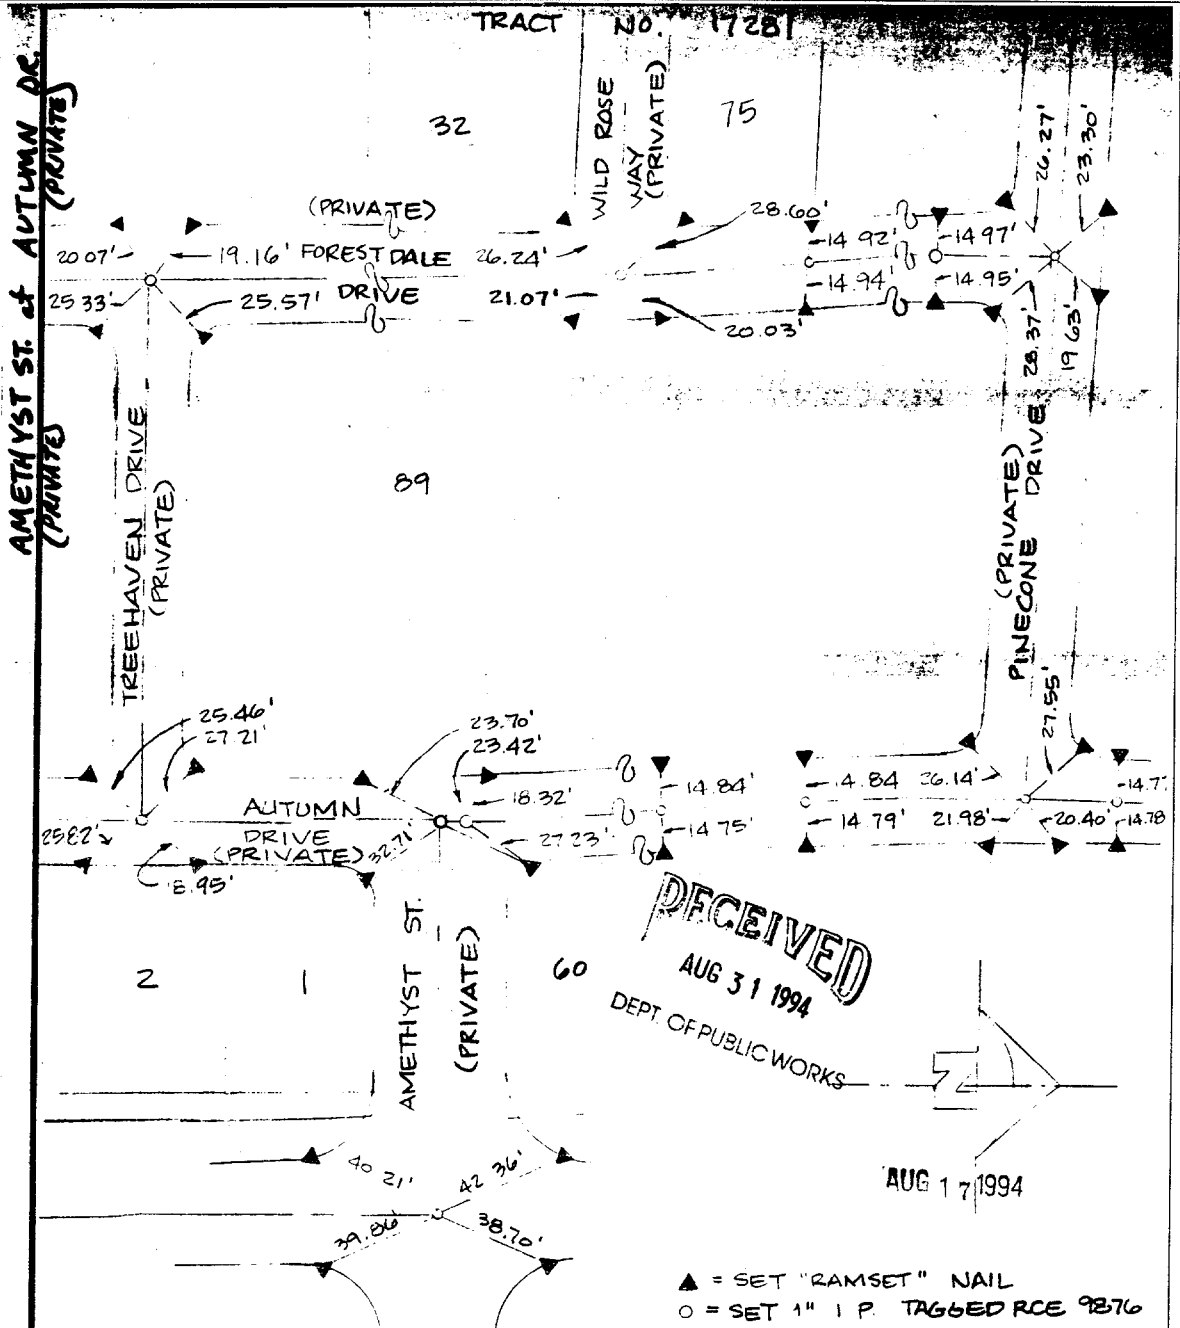 TRACT NO. 17281
AMETHYST ST. at AUTUMN DR.
(PRIVATE)
(PRIVATE)
32
WILD ROSE
WAY
(PRIVATE)
75
26.27'
23.30'
(PRIVATE)
28.60'
20.07'
19.16'
FOREST DALE
26.24'
14.92'
14.97'
25.33'
25.57'
DRIVE
21.07'
14.94'
14.95'
20.03'
28.37'
19.63'
TREEHAVEN DRIVE
(PRIVATE)
89
(PRIVATE)
PINECONE DRIVE
25.46'
27.21'
23.70'
23.42'
27.55'
18.32'
14.84'
14.84
26.14'
AUTUMN
DRIVE
(PRIVATE)
32.71'
27.23'
14.75'
14.79'
21.98'
20.40'
14.78
2
1
AMETHYST ST.
(PRIVATE)
60
RECEIVED
AUG 31 1994
DEPT. OF PUBLIC WORKS
Z
AUG 17 1994
40.21'
42.36'
39.86'
38.70'
▲ = SET "RAMSET" NAIL
○ = SET 1" I P. TAGGED RCE 9876